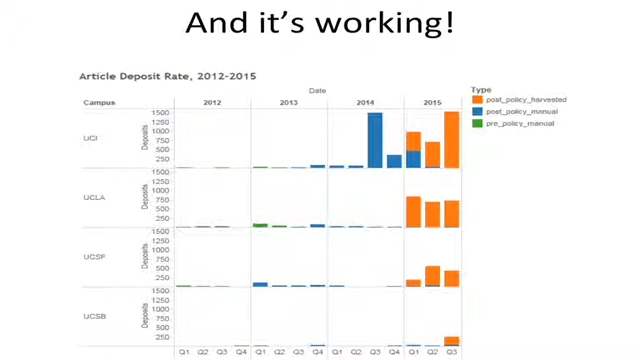 And it's working!
Article Deposit Rate, 2012-2015
Date
Type
Campus 2012 2013 2014 2015
post_policy_harvested
post_policy_manual
pre_policy_manual
UCI
Deposits
1500
1250
1000
750
500
250
UCLA
Deposits
1500
1250
1000
750
500
250
UCSF
Deposits
1500
1250
1000
750
500
250
UCSB
Deposits
1500
1250
1000
750
500
250
Q1 Q2 Q3 Q4 Q1 Q2 Q3 Q4 Q1 Q2 Q3 Q4 Q1 Q2 Q3